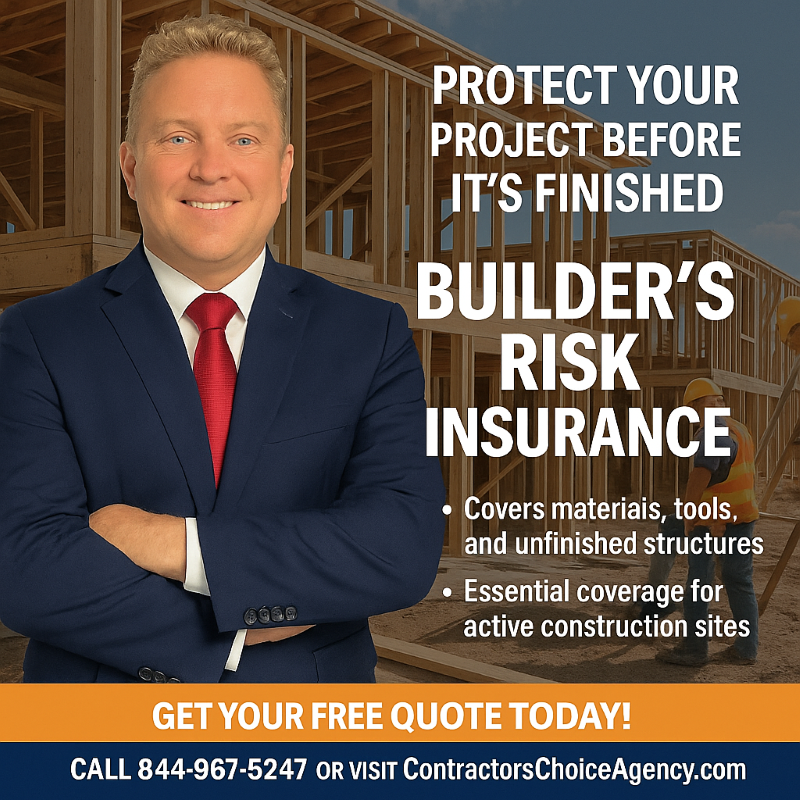 PROTECT YOUR
PROJECT BEFORE
IT'S FINISHED
BUILDER'S
RISK
INSURANCE
• Covers materiais, tools,
and unfinished structures
• Essential coverage for
active construction sites
GET YOUR FREE QUOTE TODAY!
CALL 844-967-5247 OR VISIT ContractorsChoiceAgency.com